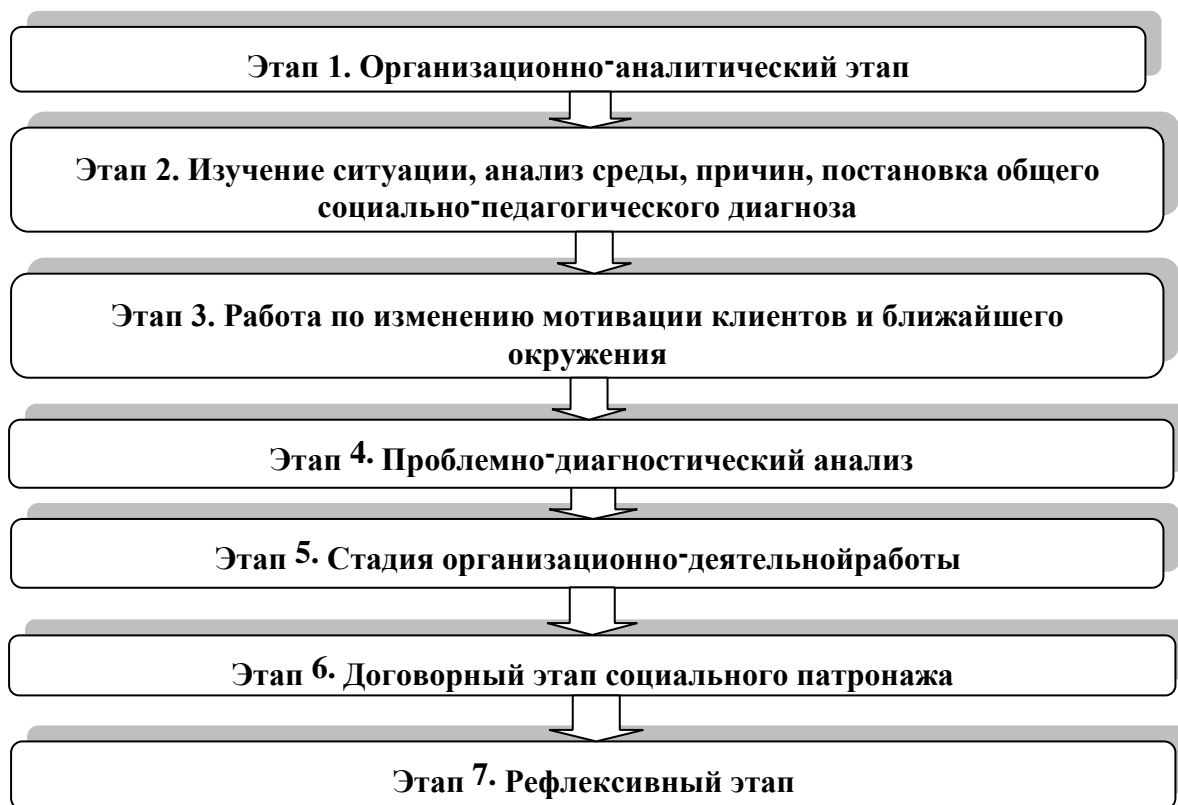 Этап 1. Организационно-аналитический этап
Этап 2. Изучение ситуации, анализ среды, причин, постановка общего
социально-педагогического диагноза
Этап 3. Работа по изменению мотивации клиентов и ближайшего
окружения
Этап 4. Проблемно-диагностический анализ
Этап 5. Стадия организационно-деятельнойработы
Этап 6. Договорный этап социального патронажа
Этап 7. Рефлексивный этап